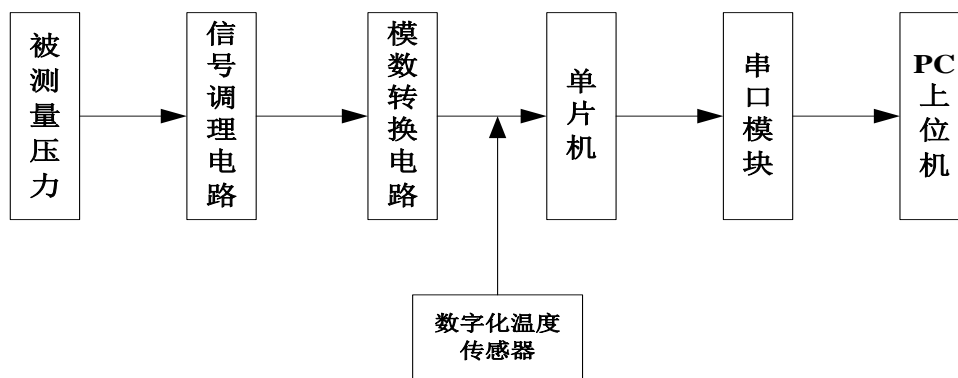 被测量压力
信号调理电路
模数转换电路
单片机
串口模块
PC上位机
数字化温度
传感器